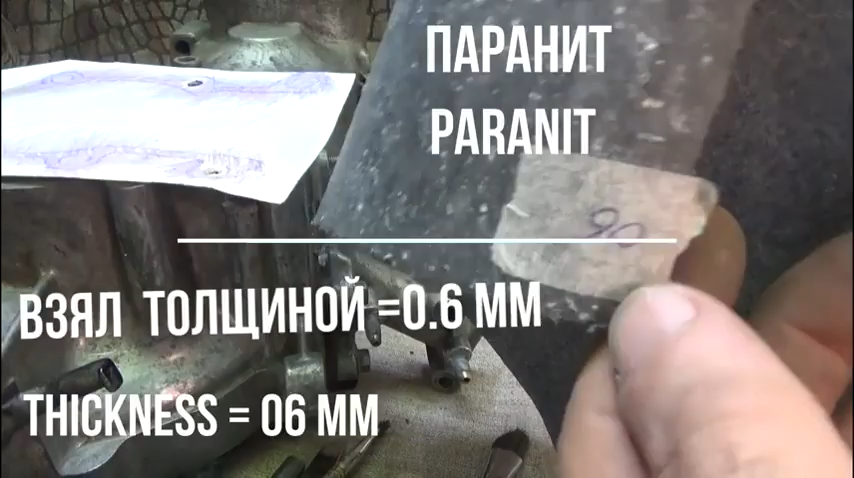 ПАРАНИТ
PARANIT
ВЗЯЛ ТОЛЩИНОЙ =0.6 ММ
THICKNESS = 06 MM